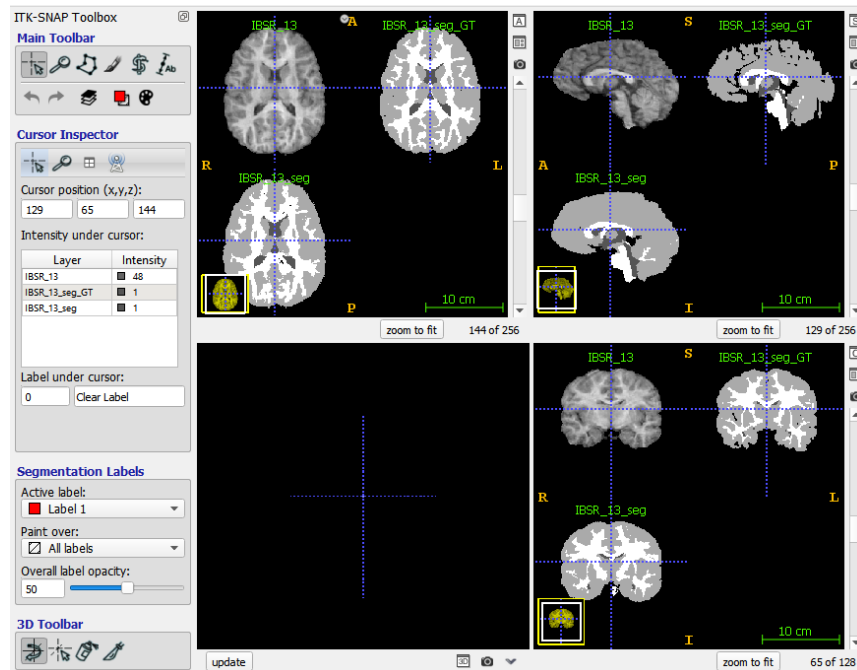 ITK-SNAP Toolbox
Main Toolbar
Ab
Cursor Inspector
Cursor position (x,y,z):
129 65 144
Intensity under cursor:
Layer Intensity
IBSR_13 48
IBSR_13_seg_GT 1
IBSR_13_seg 1
Label under cursor:
0 Clear Label
Segmentation Labels
Active label:
Label 1
Paint over:
All labels
Overall label opacity:
50
3D Toolbar
IBSR_13 A IBSR_13_seg_GT A
R L
IBSR_13_seg
P 10 cm
zoom to fit 144 of 256
S
IBSR_13 IBSR_13_seg_GT
A P
IBSR_13_seg
I 10 cm
zoom to fit 129 of 256
update 3D
S
IBSR_13 IBSR_13_seg_GT
R L
IBSR_13_seg
I 10 cm
zoom to fit 65 of 128